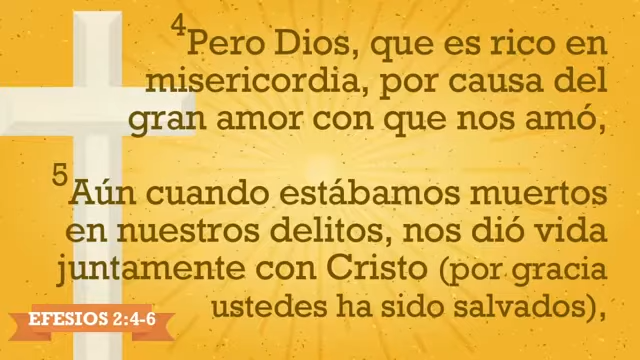 ⁴Pero Dios, que es rico en
misericordia, por causa del
gran amor con que nos amó,
⁵Aún cuando estábamos muertos
en nuestros delitos, nos dió vida
juntamente con Cristo (por gracia
ustedes ha sido salvados),
EFESIOS 2:4-6